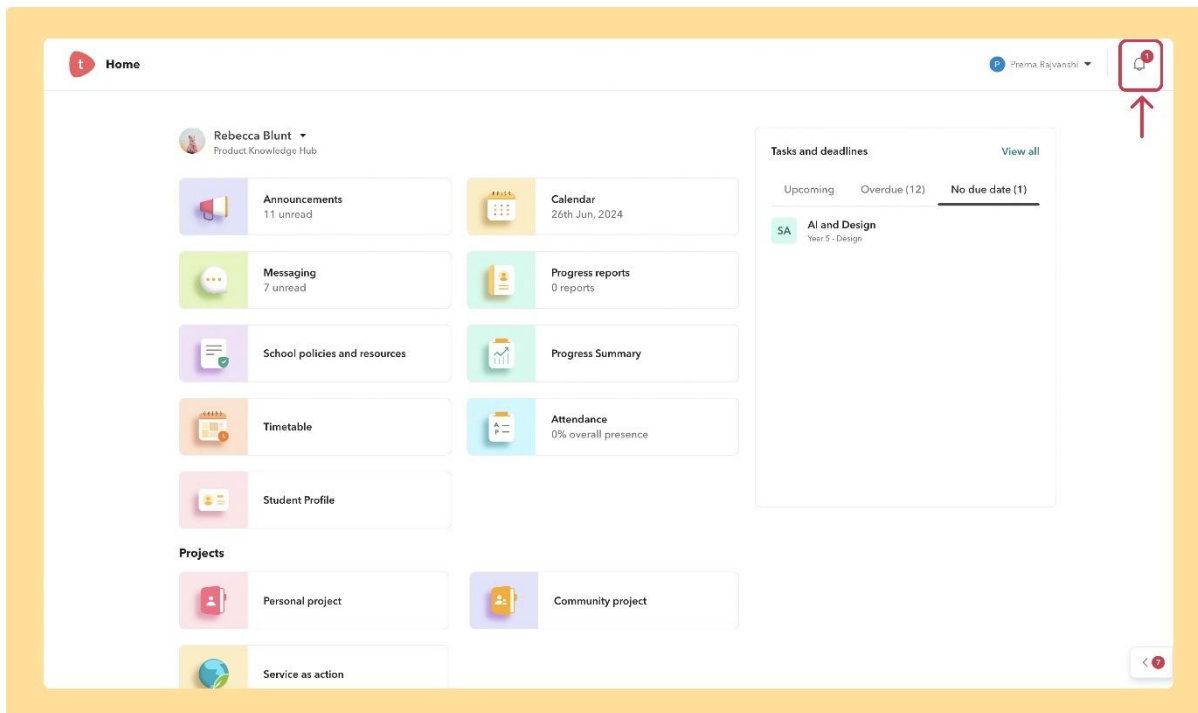 t Home
P Prerna Rajvanshi
1
Rebecca Blunt
Product Knowledge Hub
Announcements
11 unread
Calendar
26th Jun, 2024
Messaging
7 unread
Progress reports
0 reports
School policies and resources
Progress Summary
Timetable
Attendance
0% overall presence
A
P
Student Profile
Projects
Personal project
Community project
Service as action
Tasks and deadlines
View all
Upcoming Overdue (12) No due date (1)
SA
AI and Design
Year 5 - Design
7